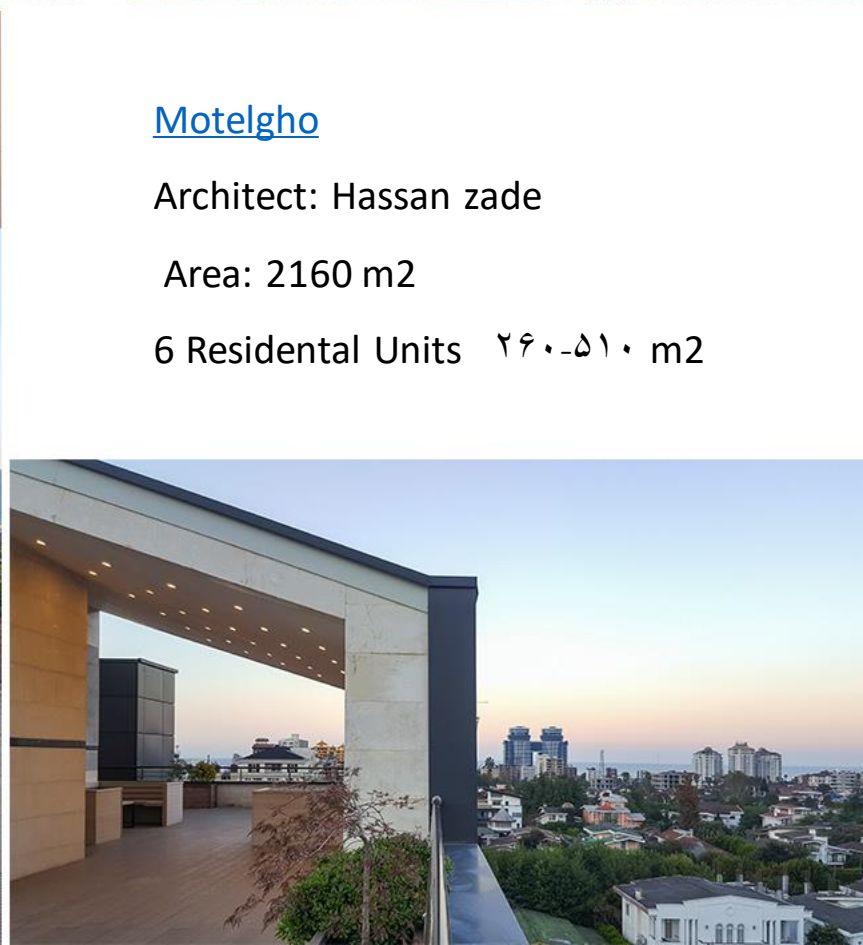 Motelgho
Architect: Hassan zade
Area: 2160 m2
6 Residental Units ۲۶۰-۵۱۰ m2